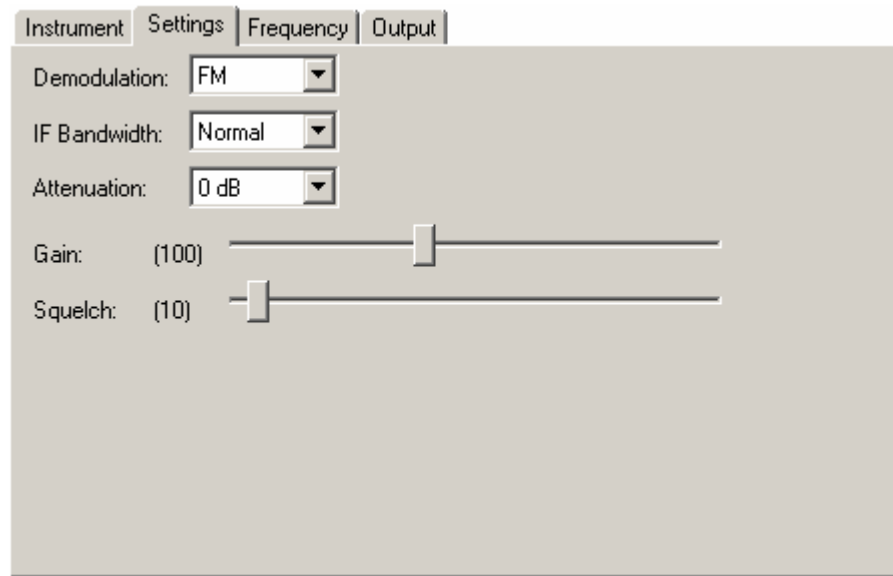 Instrument Settings Frequency Output
Demodulation: FM
IF Bandwidth: Normal
Attenuation: 0 dB
Gain: (100)
Squelch: (10)